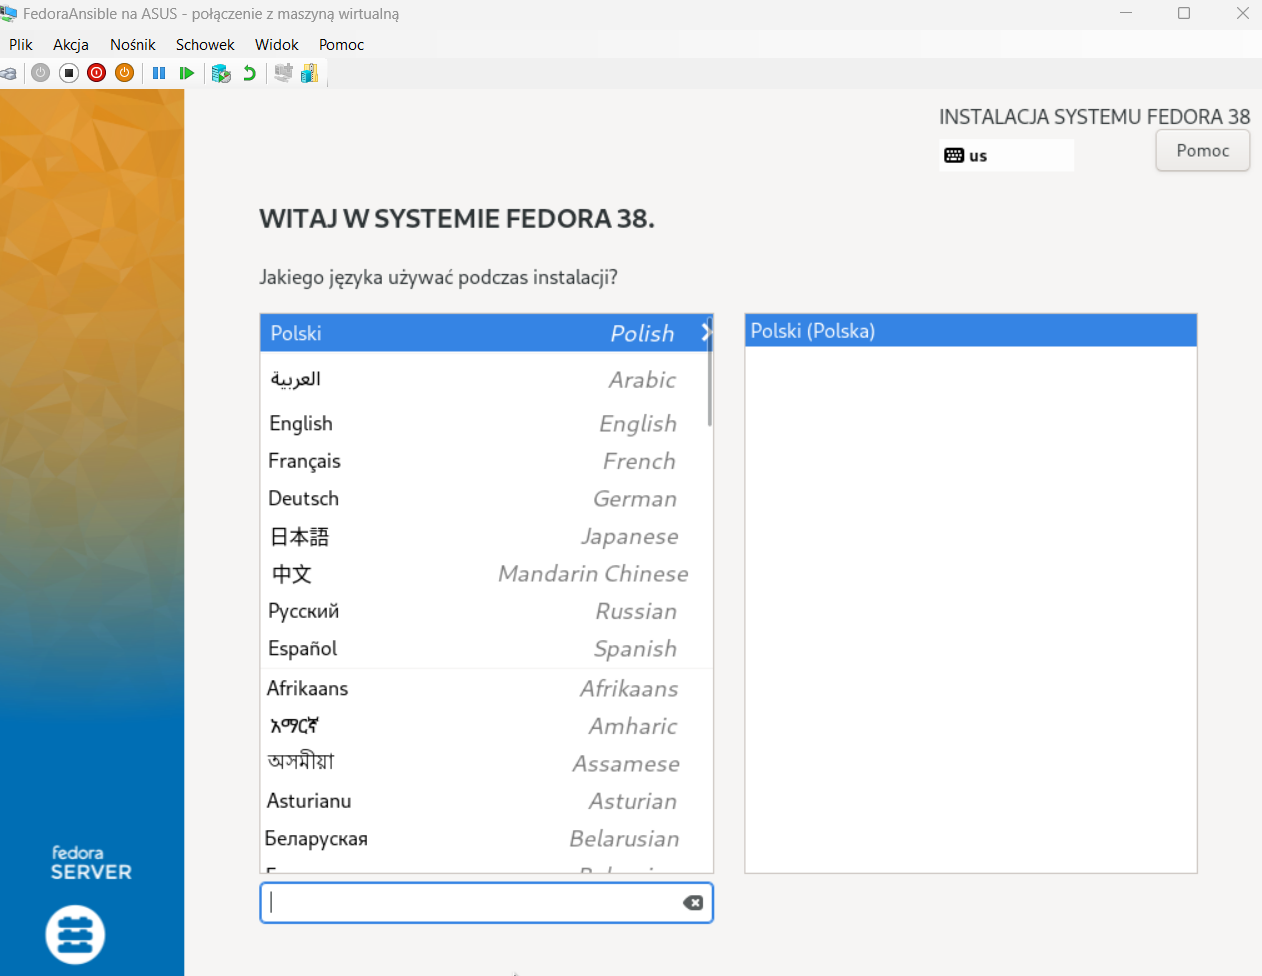 FedoraAnsible na ASUS - połączenie z maszyną wirtualną
Plik Akcja Nośnik Schowek Widok Pomoc
INSTALACJA SYSTEMU FEDORA 38
us
Pomoc
WITAJ W SYSTEMIE FEDORA 38.
Jakiego języka używać podczas instalacji?
Polski Polish
Polski (Polska)
العربية Arabic
English English
Français French
Deutsch German
日本語 Japanese
中文 Mandarin Chinese
Русский Russian
Español Spanish
Afrikaans Afrikaans
አማርኛ Amharic
অসমীয়া Assamese
Asturianu Asturian
Беларуская Belarusian
fedora
SERVER